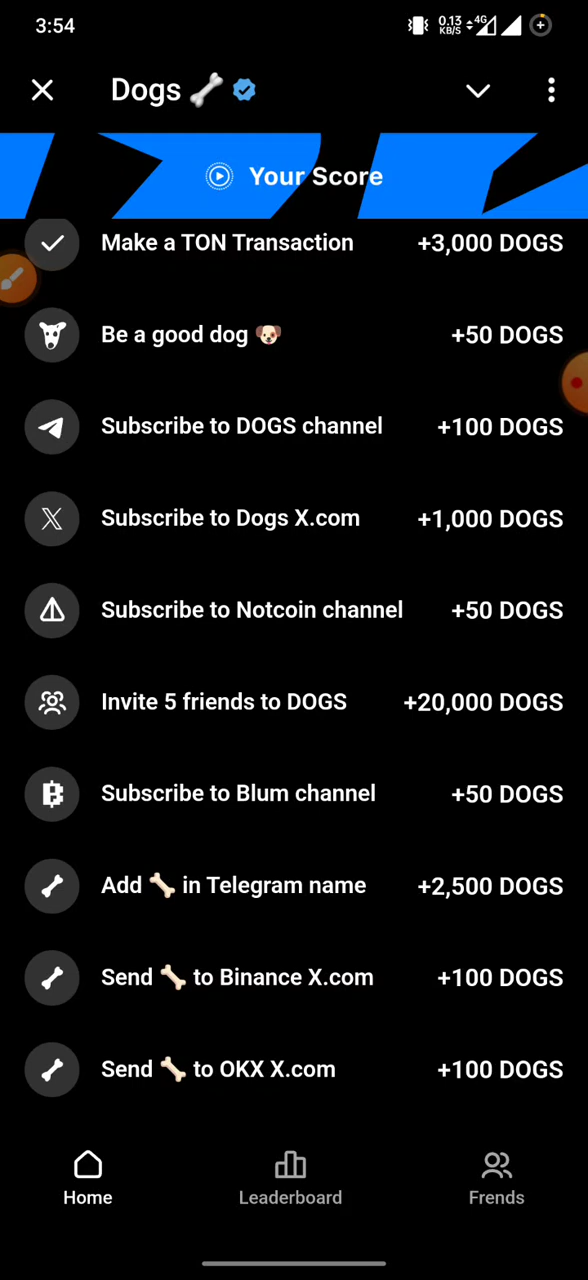 3:54
0.13 KB/S 4G
Dogs 🦴
Your Score
Make a TON Transaction +3,000 DOGS
Be a good dog 🐶 +50 DOGS
Subscribe to DOGS channel +100 DOGS
Subscribe to Dogs X.com +1,000 DOGS
Subscribe to Notcoin channel +50 DOGS
Invite 5 friends to DOGS +20,000 DOGS
Subscribe to Blum channel +50 DOGS
Add 🦴 in Telegram name +2,500 DOGS
Send 🦴 to Binance X.com +100 DOGS
Send 🦴 to OKX X.com +100 DOGS
Home Leaderboard Frends